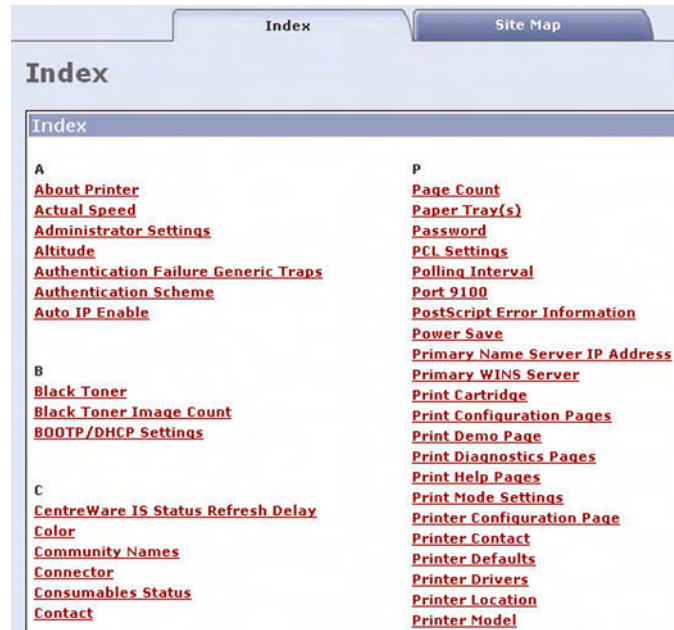 Index
Site Map
Index
Index
A
About Printer
Actual Speed
Administrator Settings
Altitude
Authentication Failure Generic Traps
Authentication Scheme
Auto IP Enable
B
Black Toner
Black Toner Image Count
BOOTP/DHCP Settings
C
CentreWare IS Status Refresh Delay
Color
Community Names
Connector
Consumables Status
Contact
P
Page Count
Paper Tray(s)
Password
PCL Settings
Polling Interval
Port 9100
PostScript Error Information
Power Save
Primary Name Server IP Address
Primary WINS Server
Print Cartridge
Print Configuration Pages
Print Demo Page
Print Diagnostics Pages
Print Help Pages
Print Mode Settings
Printer Configuration Page
Printer Contact
Printer Defaults
Printer Drivers
Printer Location
Printer Model